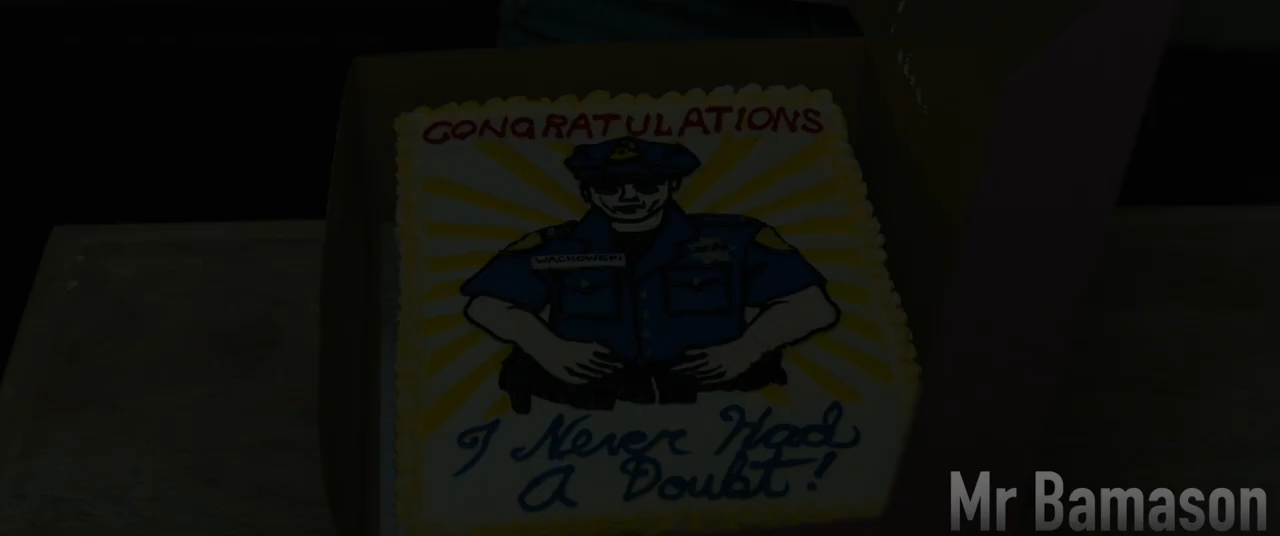 CONGRATULATIONS
WACHOWSKI
I Never Had
A Doubt!
Mr Bamason